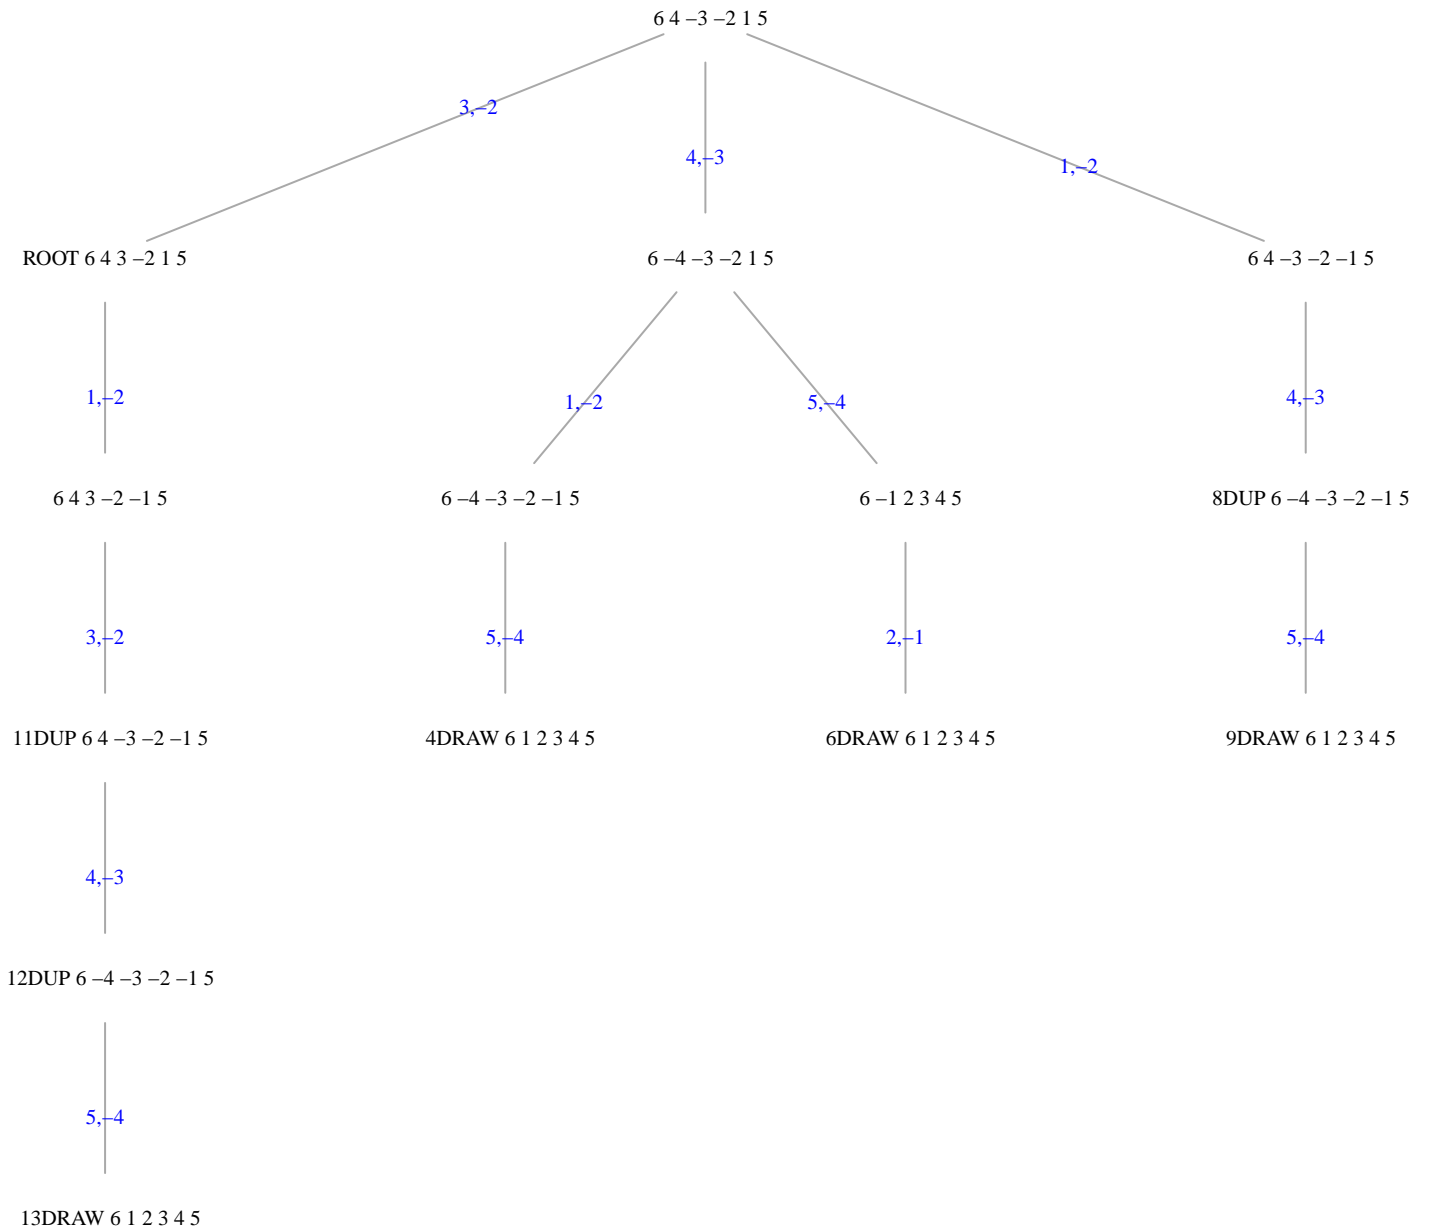 6 4 –3 –2 1 5
3,–2
4,–3
1,–2
ROOT 6 4 3 –2 1 5
6 –4 –3 –2 1 5
6 4 –3 –2 –1 5
1,–2
1,–2
5,–4
4,–3
6 4 3 –2 –1 5
6 –4 –3 –2 –1 5
6 –1 2 3 4 5
8DUP 6 –4 –3 –2 –1 5
3,–2
5,–4
2,–1
5,–4
11DUP 6 4 –3 –2 –1 5
4DRAW 6 1 2 3 4 5
6DRAW 6 1 2 3 4 5
9DRAW 6 1 2 3 4 5
4,–3
12DUP 6 –4 –3 –2 –1 5
5,–4
13DRAW 6 1 2 3 4 5